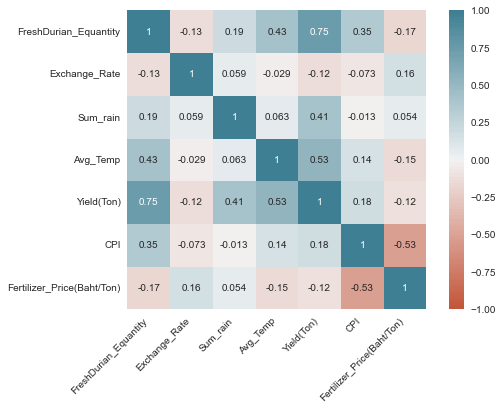 FreshDurian_Equantity 1 -0.13 0.19 0.43 0.75 0.35 -0.17
Exchange_Rate -0.13 1 0.059 -0.029 -0.12 -0.073 0.16
Sum_rain 0.19 0.059 1 0.063 0.41 -0.013 0.054
Avg_Temp 0.43 -0.029 0.063 1 0.53 0.14 -0.15
Yield(Ton) 0.75 -0.12 0.41 0.53 1 0.18 -0.12
CPI 0.35 -0.073 -0.013 0.14 0.18 1 -0.53
Fertilizer_Price(Baht/Ton) -0.17 0.16 0.054 -0.15 -0.12 -0.53 1
FreshDurian_Equantity
Exchange_Rate
Sum_rain
Avg_Temp
Yield(Ton)
CPI
Fertilizer_Price(Baht/Ton)
1.00
0.75
0.50
0.25
0.00
−0.25
−0.50
−0.75
−1.00